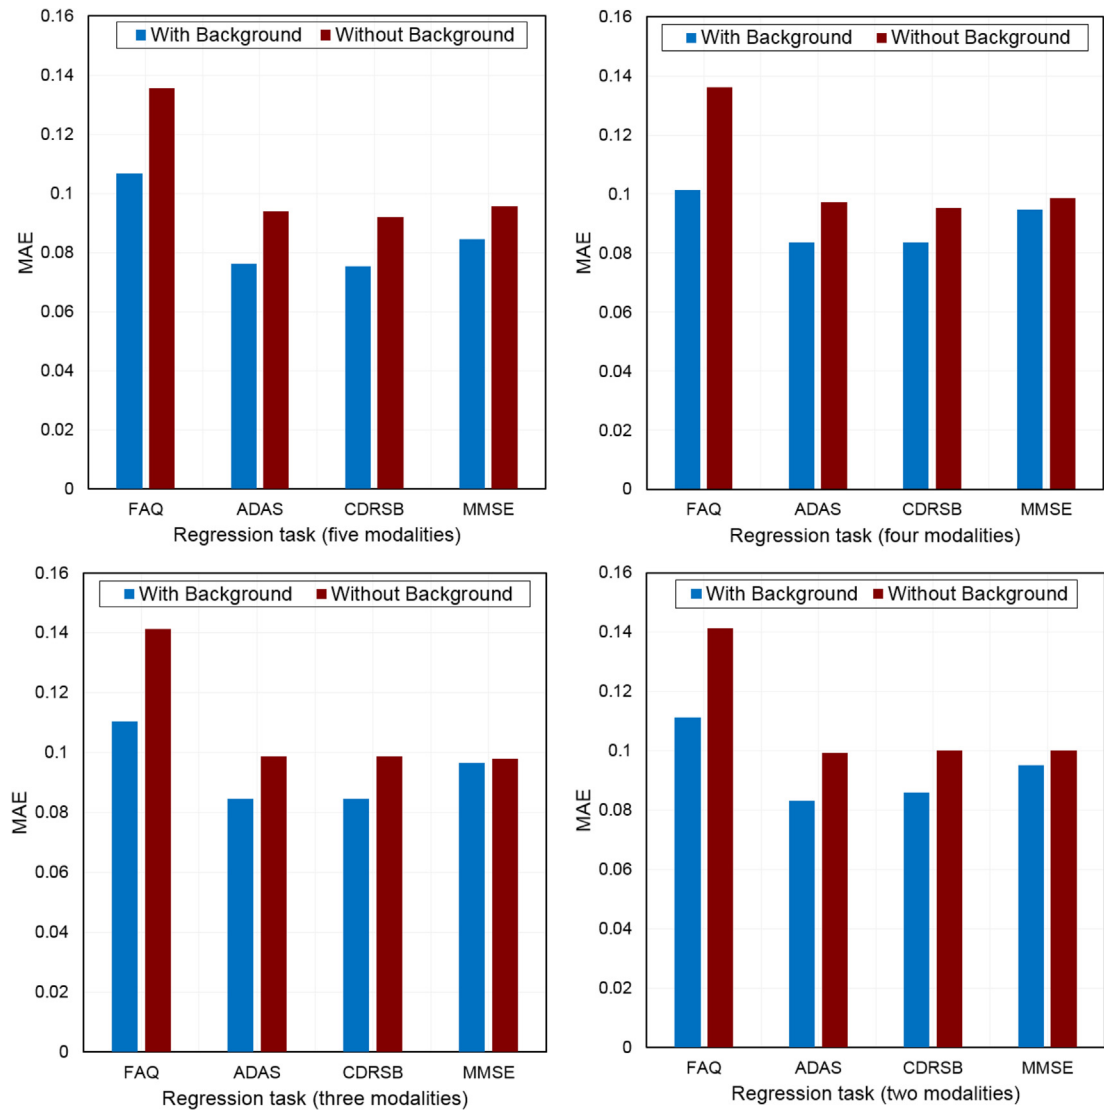 With Background Without Background
0.16
0.14
0.12
0.1
0.08
0.06
0.04
0.02
0
MAE
FAQ ADAS CDRSB MMSE
Regression task (five modalities)
With Background Without Background
0.16
0.14
0.12
0.1
0.08
0.06
0.04
0.02
0
MAE
FAQ ADAS CDRSB MMSE
Regression task (four modalities)
With Background Without Background
0.16
0.14
0.12
0.1
0.08
0.06
0.04
0.02
0
MAE
FAQ ADAS CDRSB MMSE
Regression task (three modalities)
With Background Without Background
0.16
0.14
0.12
0.1
0.08
0.06
0.04
0.02
0
MAE
FAQ ADAS CDRSB MMSE
Regression task (two modalities)